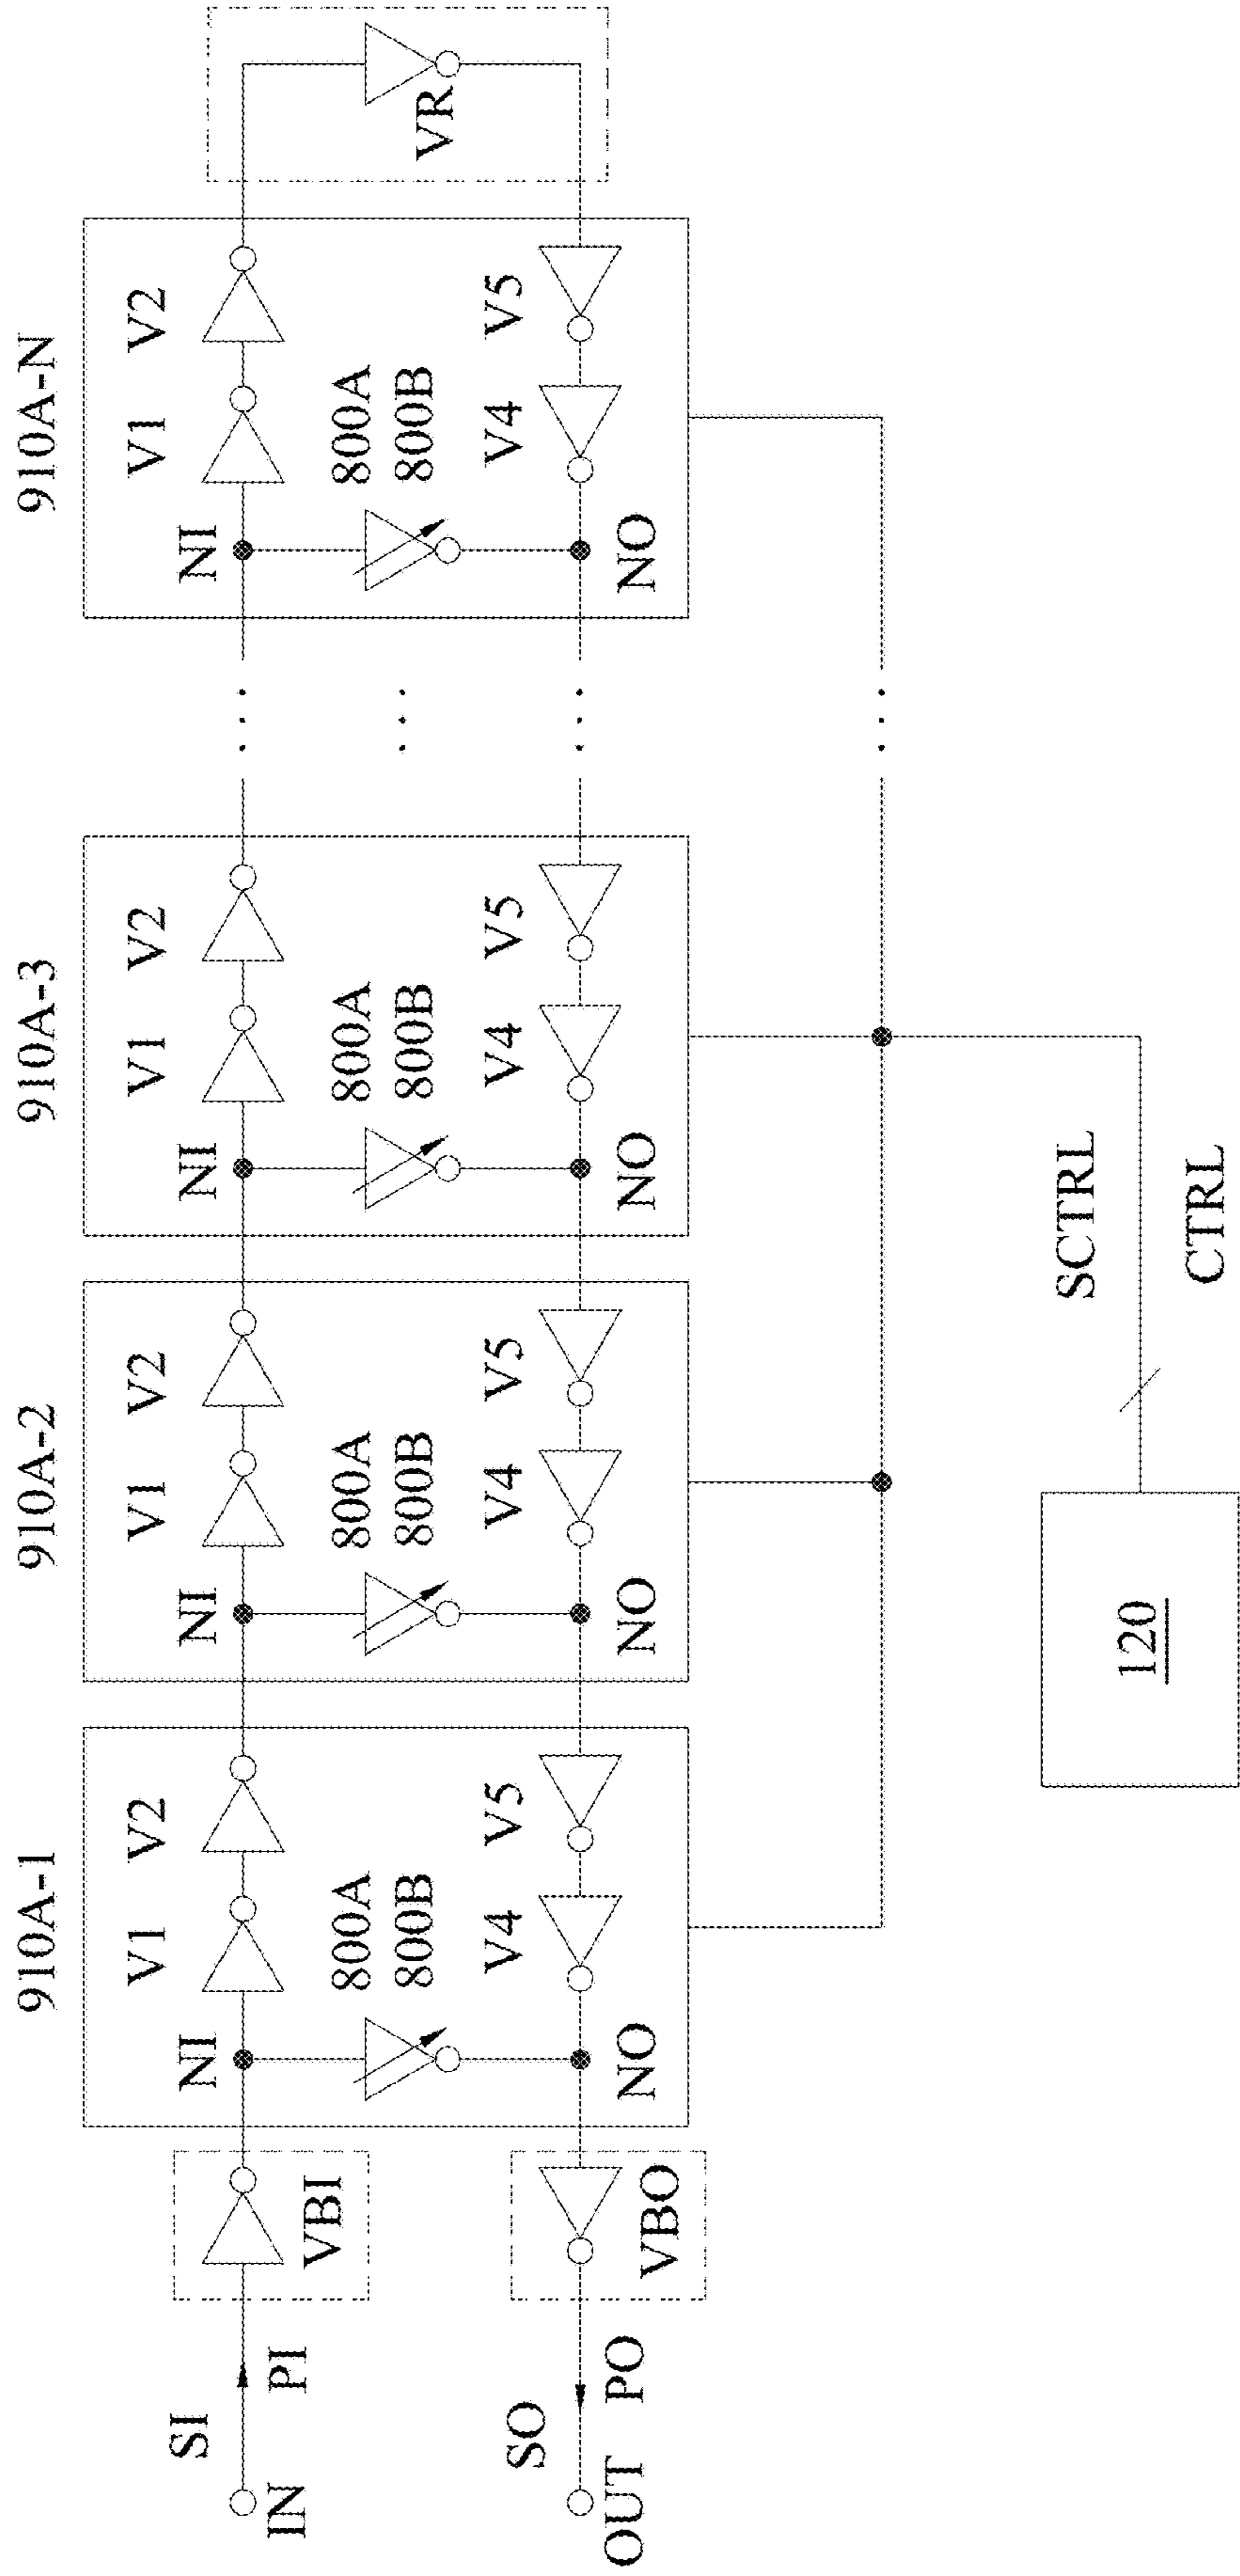 910A-1
910A-2
910A-3
910A-N
V1
V2
V1
V2
V1
V2
V1
V2
SI
NI
NI
NI
NI
IN
PI
VBI
800A
800B
800A
800B
800A
800B
800A
800B
VR
V4
V5
V4
V5
V4
V5
V4
V5
SO
OUT
PO
VBO
NO
NO
NO
NO
SCTRL
120
CTRL